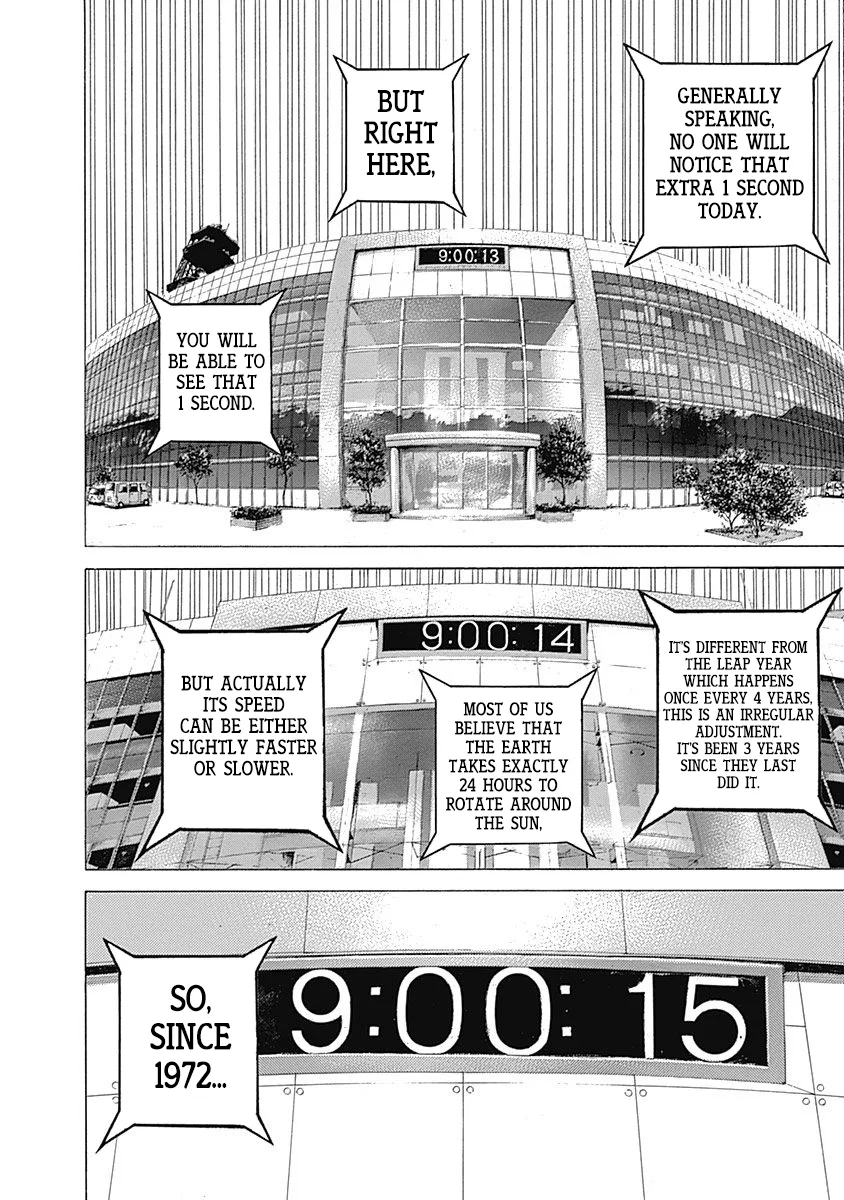 GENERALLY
SPEAKING,
NO ONE WILL
NOTICE THAT
EXTRA 1 SECOND
TODAY.
BUT
RIGHT
HERE,
9:00:13
YOU WILL
BE ABLE TO
SEE THAT
1 SECOND.
IT'S DIFFERENT FROM
THE LEAP YEAR
WHICH HAPPENS
ONCE EVERY 4 YEARS,
THIS IS AN IRREGULAR
ADJUSTMENT.
IT'S BEEN 3 YEARS
SINCE THEY LAST
DID IT.
9:00:14
MOST OF US
BELIEVE THAT
THE EARTH
TAKES EXACTLY
24 HOURS TO
ROTATE AROUND
THE SUN,
BUT ACTUALLY
ITS SPEED
CAN BE EITHER
SLIGHTLY FASTER
OR SLOWER.
9:00:15
SO,
SINCE
1972...